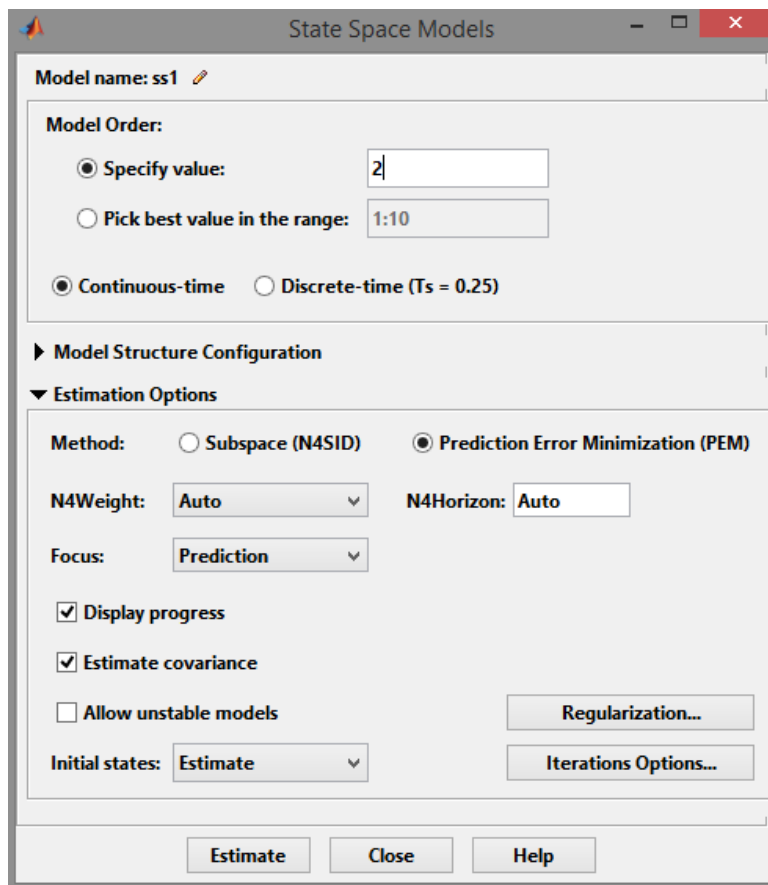 State Space Models
Model name: ss1
Model Order:
Specify value: 2
Pick best value in the range: 1:10
Continuous-time Discrete-time (Ts = 0.25)
Model Structure Configuration
Estimation Options
Method: Subspace (N4SID) Prediction Error Minimization (PEM)
N4Weight: Auto N4Horizon: Auto
Focus: Prediction
Display progress
Estimate covariance
Allow unstable models Regularization...
Initial states: Estimate Iterations Options...
Estimate Close Help